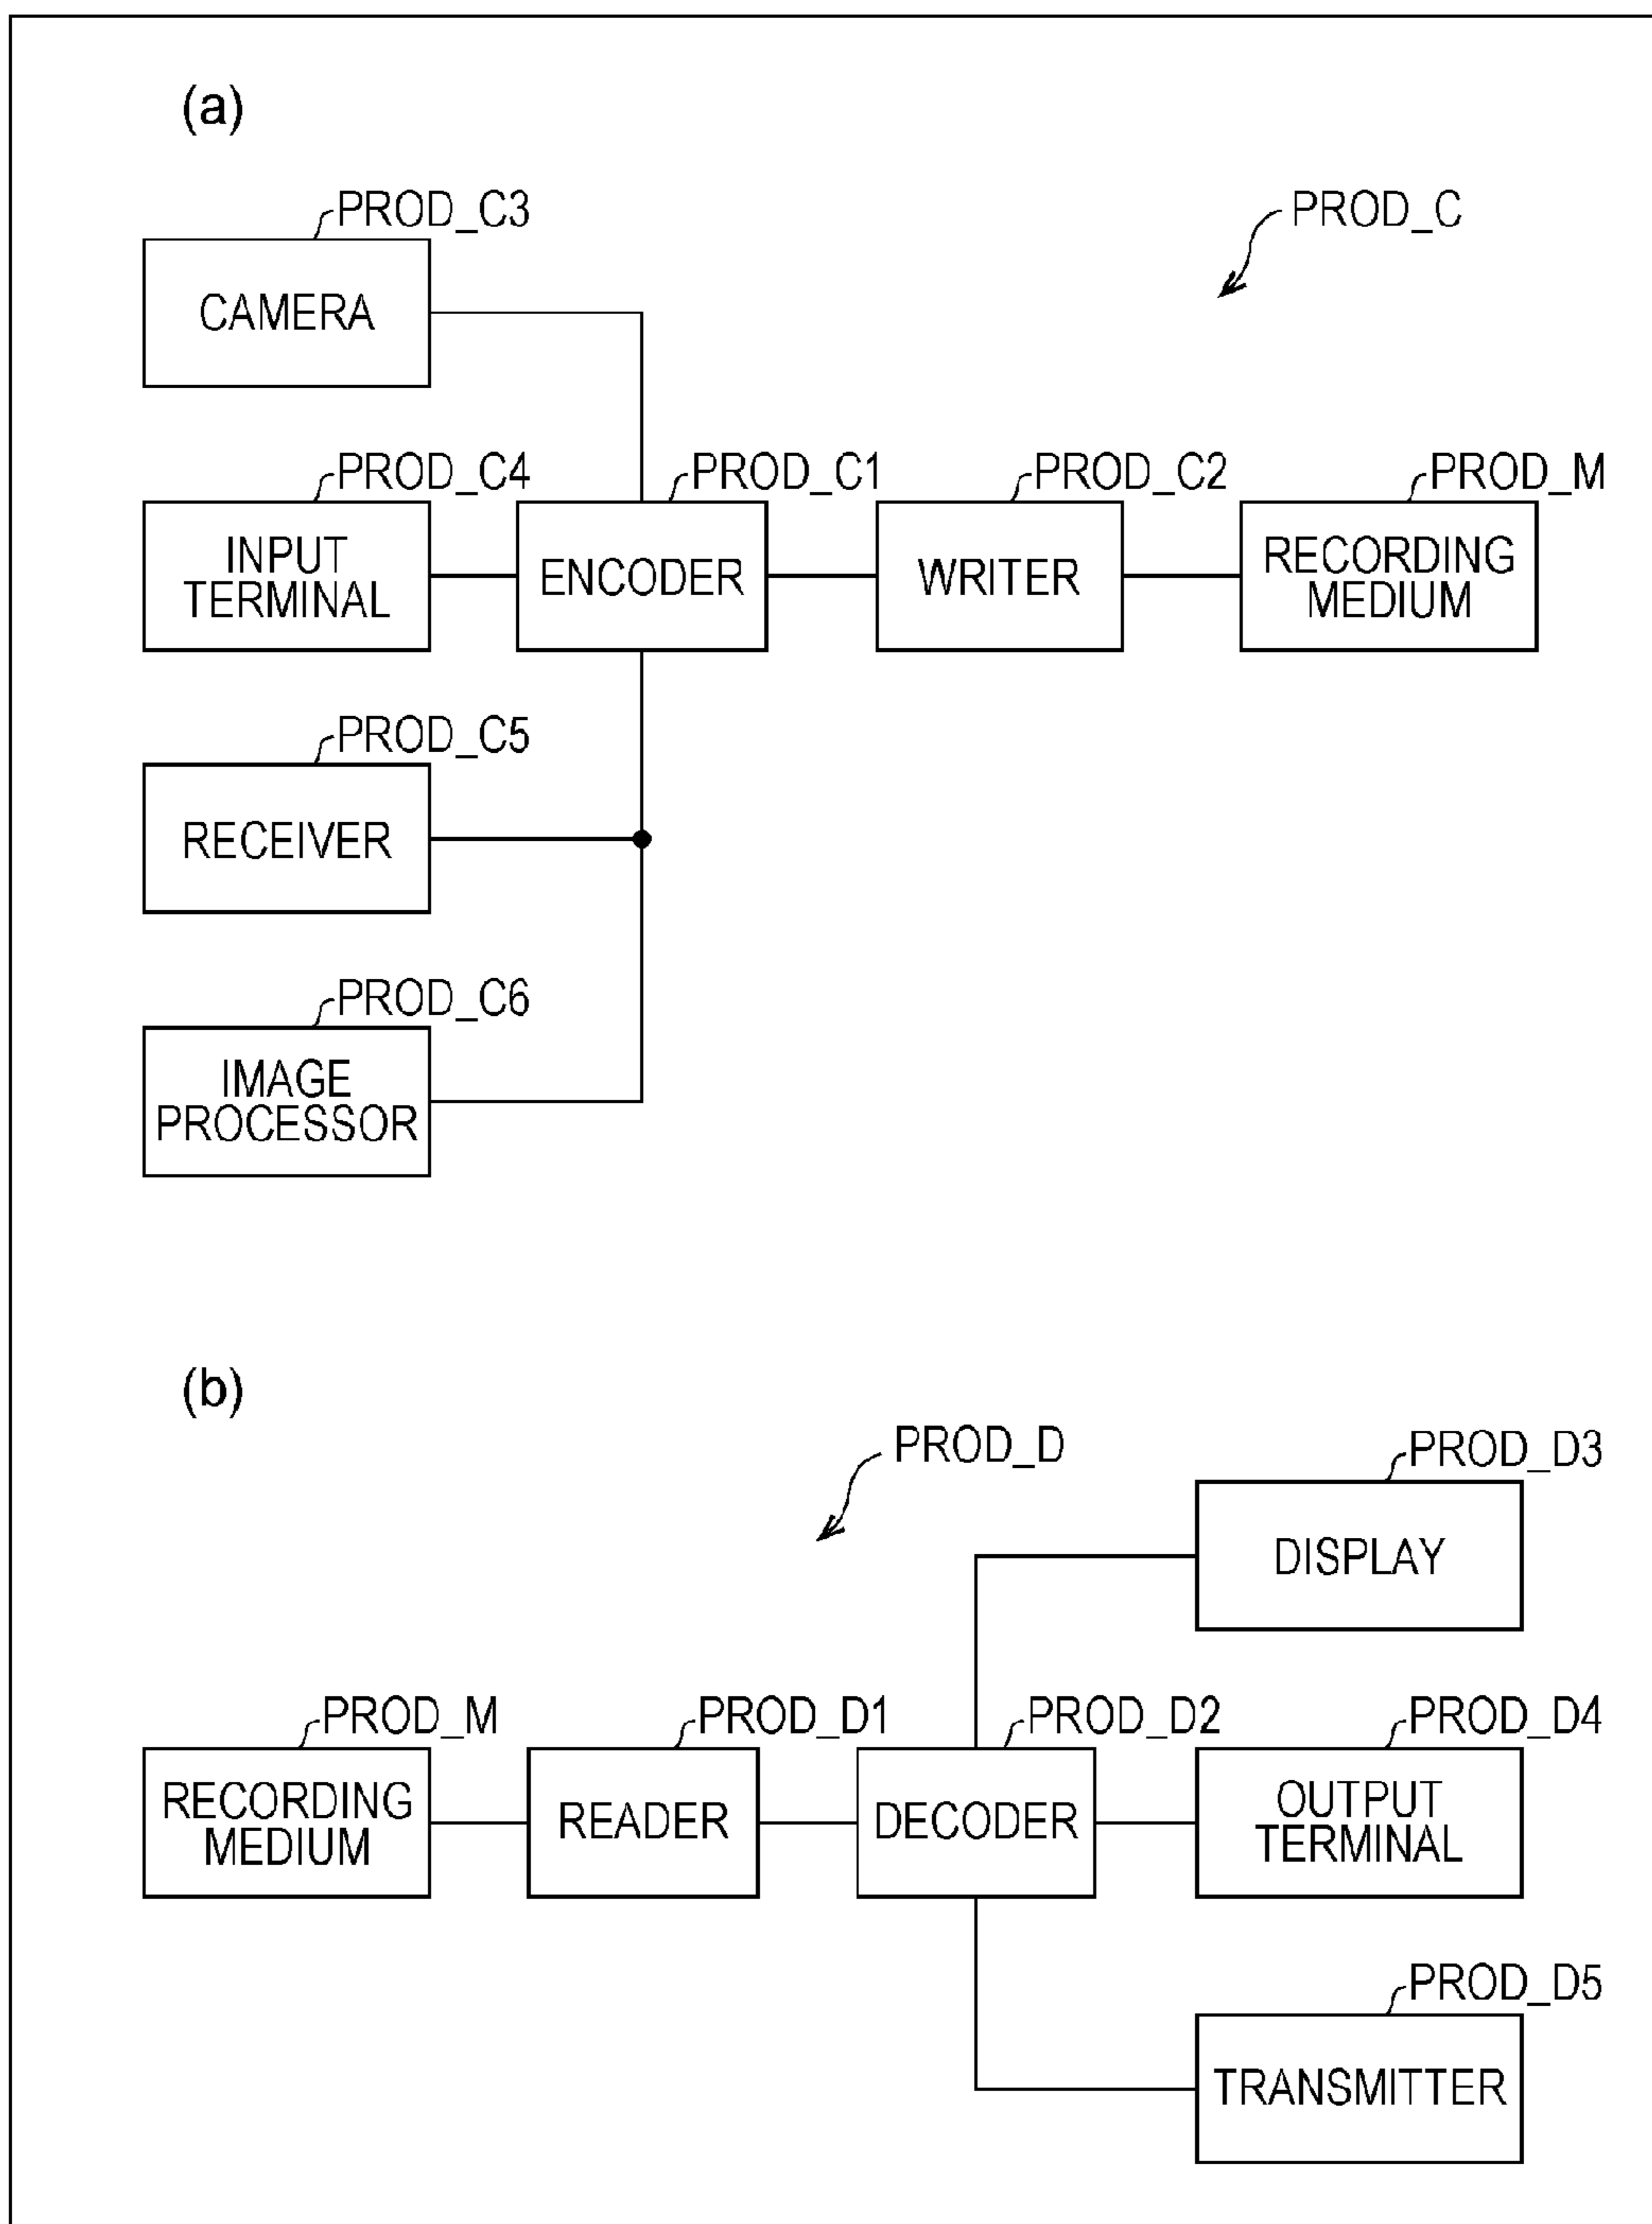 (a)
PROD_C3
PROD_C
CAMERA
PROD_C4
PROD_C1
PROD_C2
PROD_M
INPUT
TERMINAL
ENCODER
WRITER
RECORDING
MEDIUM
PROD_C5
RECEIVER
PROD_C6
IMAGE
PROCESSOR
(b)
PROD_D
PROD_D3
DISPLAY
PROD_M
PROD_D1
PROD_D2
PROD_D4
RECORDING
MEDIUM
READER
DECODER
OUTPUT
TERMINAL
PROD_D5
TRANSMITTER